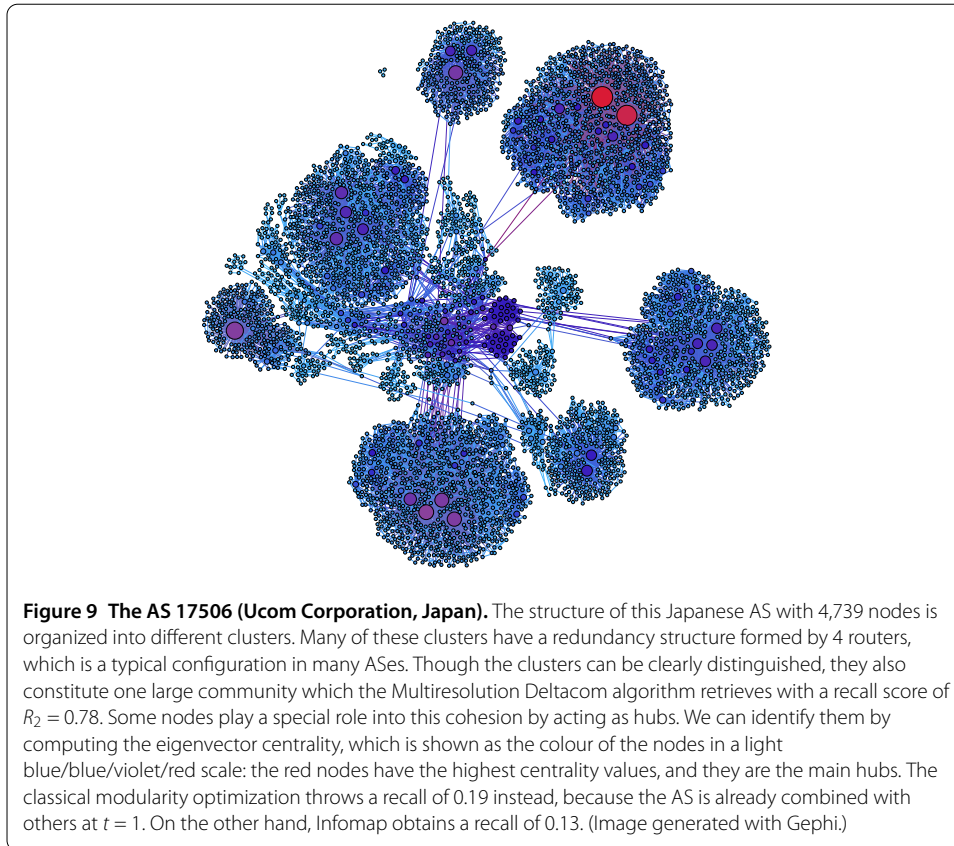 Figure 9 The AS 17506 (Ucom Corporation, Japan). The structure of this Japanese AS with 4,739 nodes is
organized into different clusters. Many of these clusters have a redundancy structure formed by 4 routers,
which is a typical configuration in many ASes. Though the clusters can be clearly distinguished, they also
constitute one large community which the Multiresolution Deltacom algorithm retrieves with a recall score of
R₂ = 0.78. Some nodes play a special role into this cohesion by acting as hubs. We can identify them by
computing the eigenvector centrality, which is shown as the colour of the nodes in a light
blue/blue/violet/red scale: the red nodes have the highest centrality values, and they are the main hubs. The
classical modularity optimization throws a recall of 0.19 instead, because the AS is already combined with
others at t = 1. On the other hand, Infomap obtains a recall of 0.13. (Image generated with Gephi.)